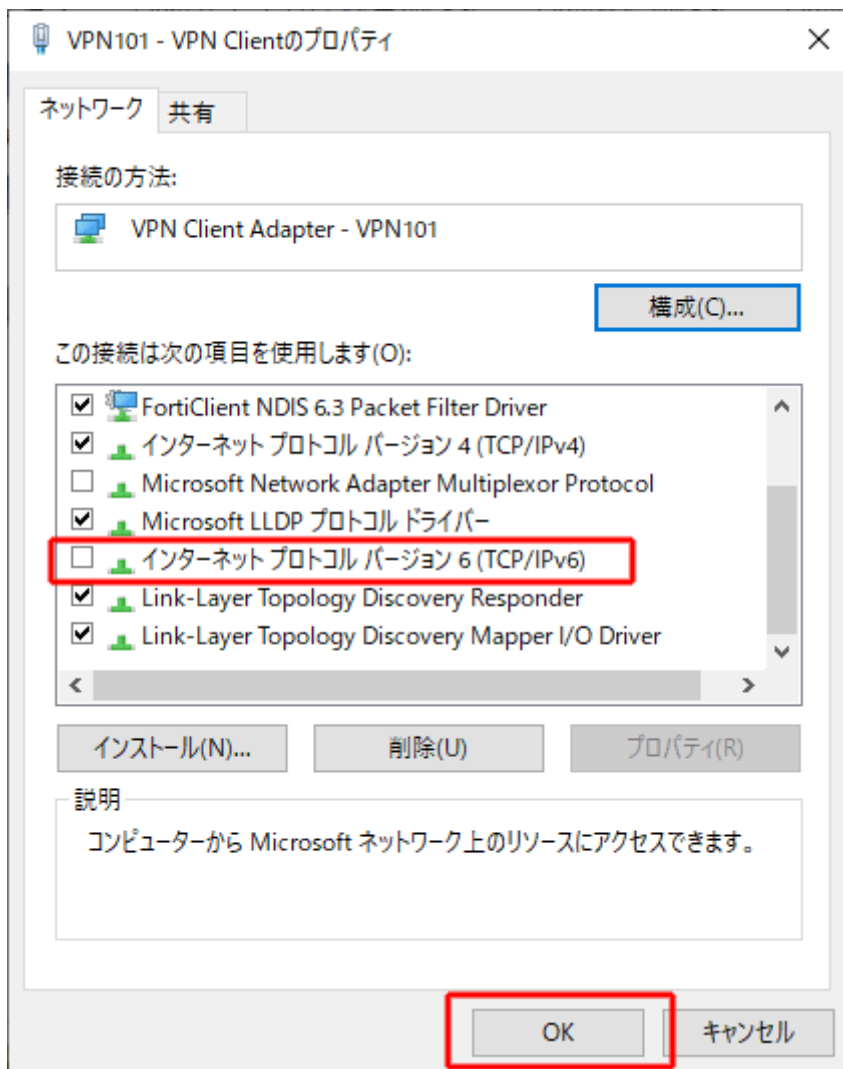 VPN101 - VPN Clientのプロパティ
ネットワーク
共有
接続の方法:
VPN Client Adapter - VPN101
構成(C)...
この接続は次の項目を使用します(O):
FortiClient NDIS 6.3 Packet Filter Driver
インターネット プロトコル バージョン 4 (TCP/IPv4)
Microsoft Network Adapter Multiplexor Protocol
Microsoft LLDP プロトコル ドライバー
インターネット プロトコル バージョン 6 (TCP/IPv6)
Link-Layer Topology Discovery Responder
Link-Layer Topology Discovery Mapper I/O Driver
インストール(N)...
削除(U)
プロパティ(R)
説明
コンピューターから Microsoft ネットワーク上のリソースにアクセスできます。
OK
キャンセル